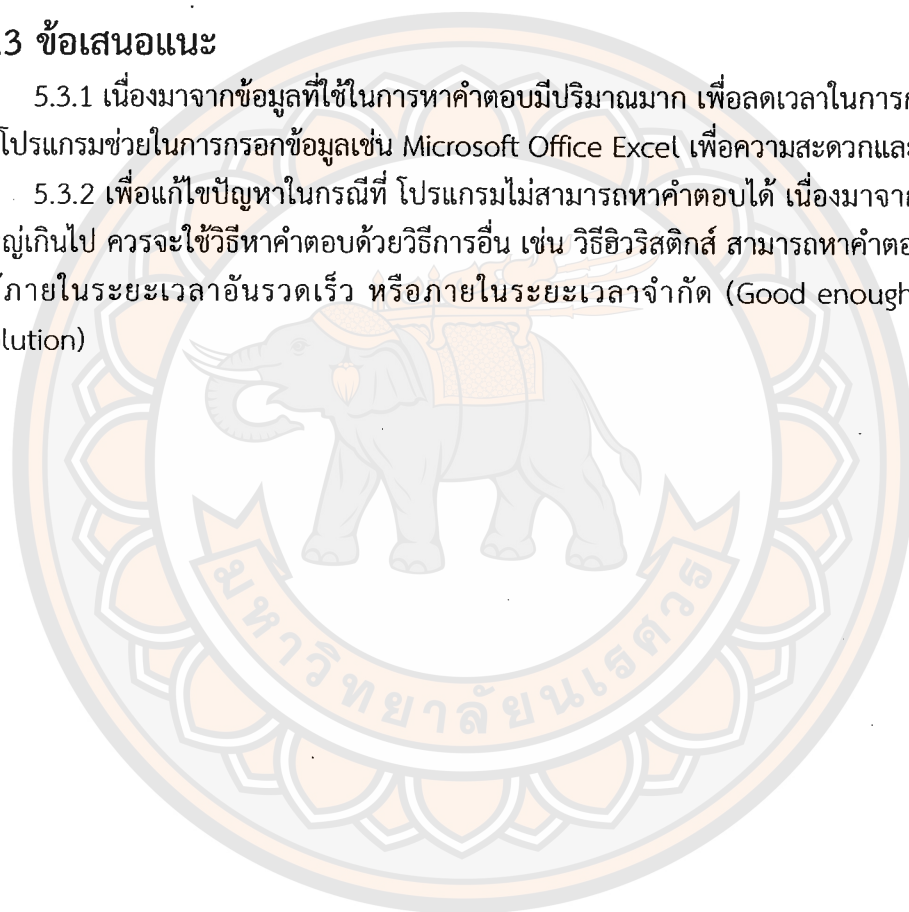 .3 ข้อเสนอแนะ
5.3.1 เนื่องมาจากข้อมูลที่ใช้ในการหาคำตอบมีปริมาณมาก เพื่อลดเวลาในการก
โปรแกรมช่วยในการกรอกข้อมูลเช่น Microsoft Office Excel เพื่อความสะดวกและ
5.3.2 เพื่อแก้ไขปัญหาในกรณีที่ โปรแกรมไม่สามารถหาคำตอบได้ เนื่องมาจาก
ญ่เกินไป ควรจะใช้วิธีหาคำตอบด้วยวิธีการอื่น เช่น วิธีฮิวริสติกส์ สามารถหาคำตอ
ภายในระยะเวลาอันรวดเร็ว หรือภายในระยะเวลาจำกัด (Good enough
lution)
มหาวิทยาลัยนเรศวร